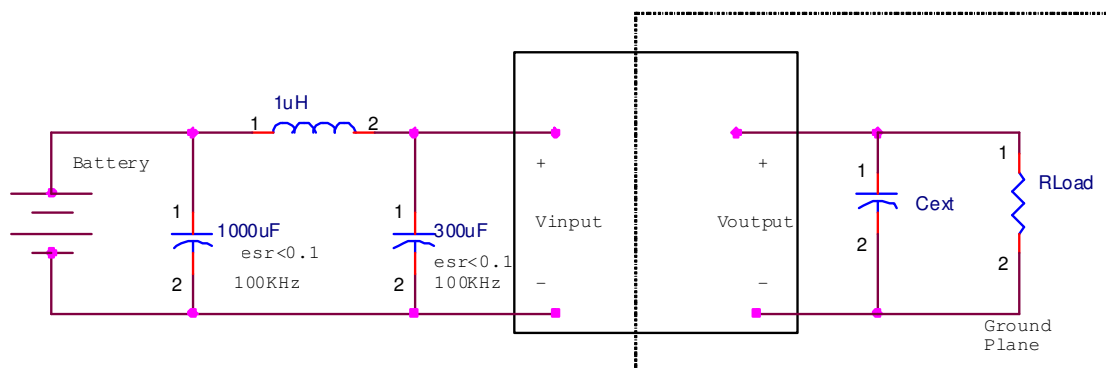 1uH
1
2
Battery
1
1000uF
esr<0.1
100KHz
2
1
300uF
esr<0.1
100KHz
2
+
Vinput
-
+
Voutput
-
1
Cext
2
1
RLoad
2
Ground
Plane